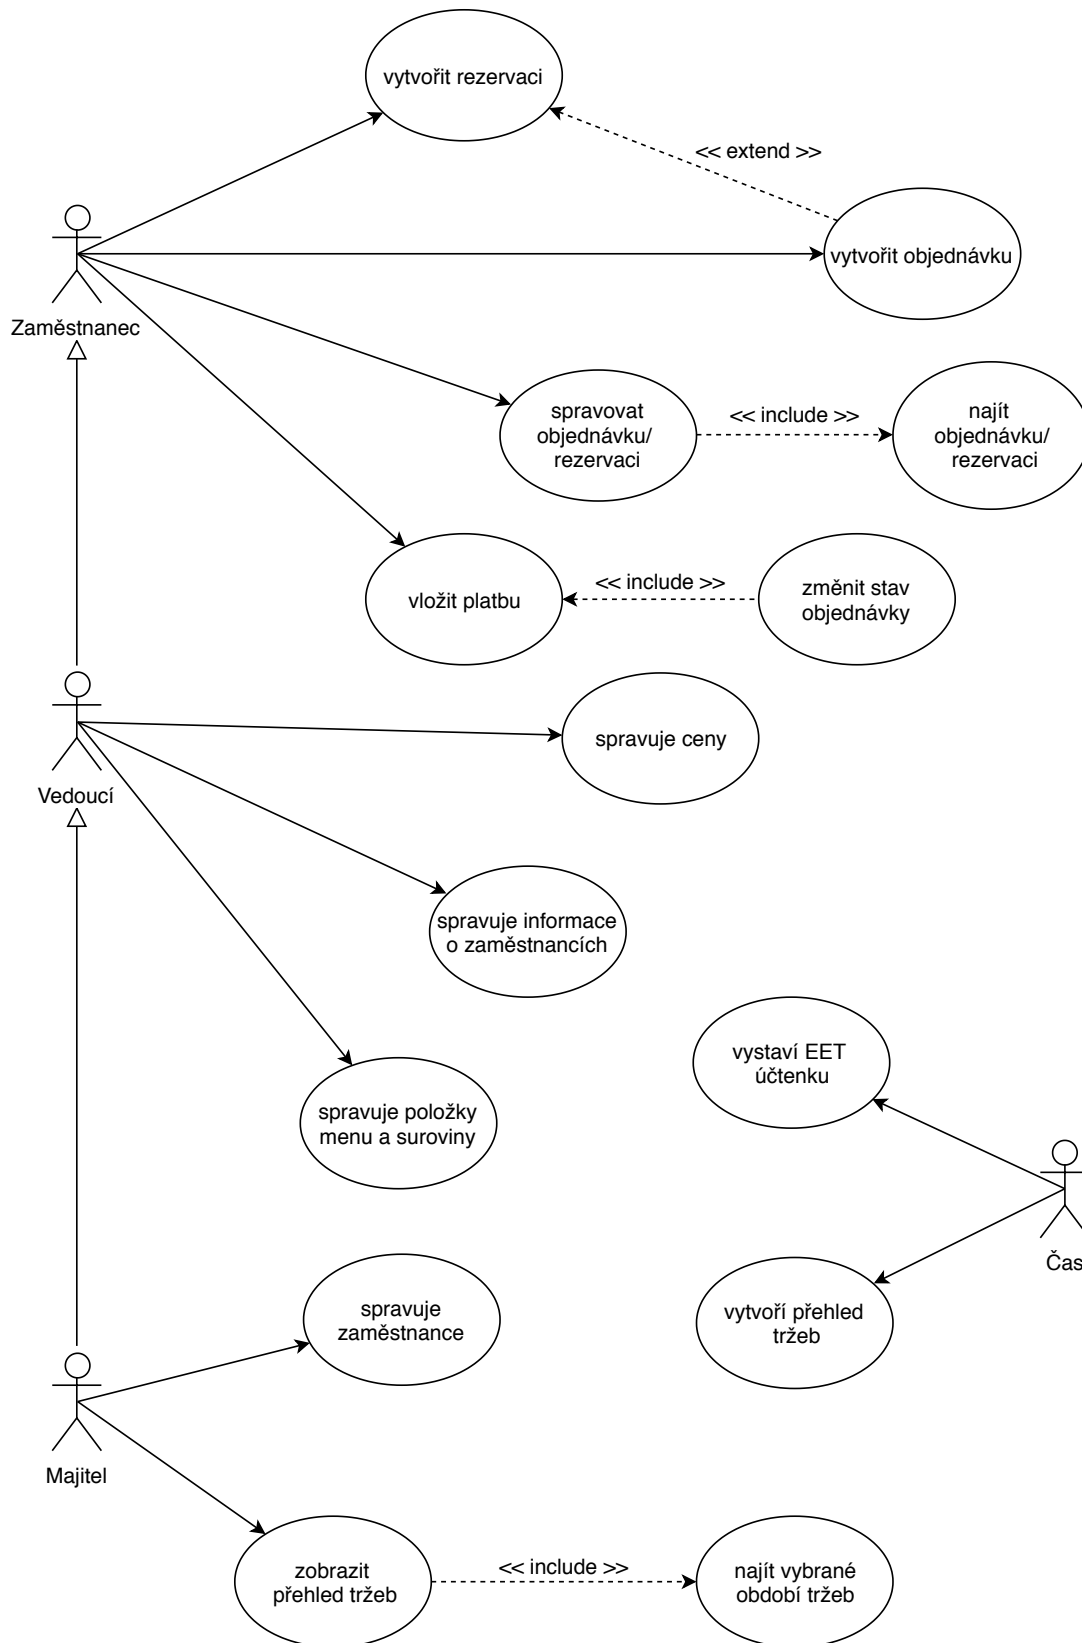 vytvořit rezervaci
<< extend >>
vytvořit objednávku
Zaměstnanec
spravovat
objednávku/
rezervaci
<< include >>
najít
objednávku/
rezervaci
vložit platbu
<< include >>
změnit stav
objednávky
spravuje ceny
Vedoucí
spravuje informace
o zaměstnancích
vystaví EET
účtenku
spravuje položky
menu a suroviny
Čas
spravuje
zaměstnance
vytvoří přehled
tržeb
Majitel
zobrazit
přehled tržeb
<< include >>
najít vybrané
období tržeb